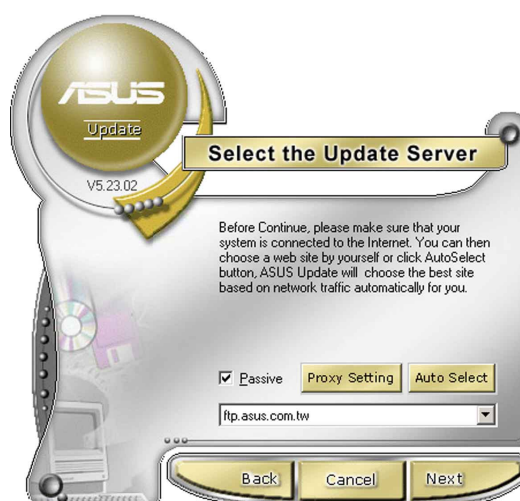 ASUS
Update
V5.23.02
Select the Update Server
Before Continue, please make sure that your
system is connected to the Internet. You can then
choose a web site by yourself or click AutoSelect
button, ASUS Update will choose the best site
based on network traffic automatically for you.
Passive
Proxy Setting
Auto Select
ftp.asus.com.tw
Back
Cancel
Next